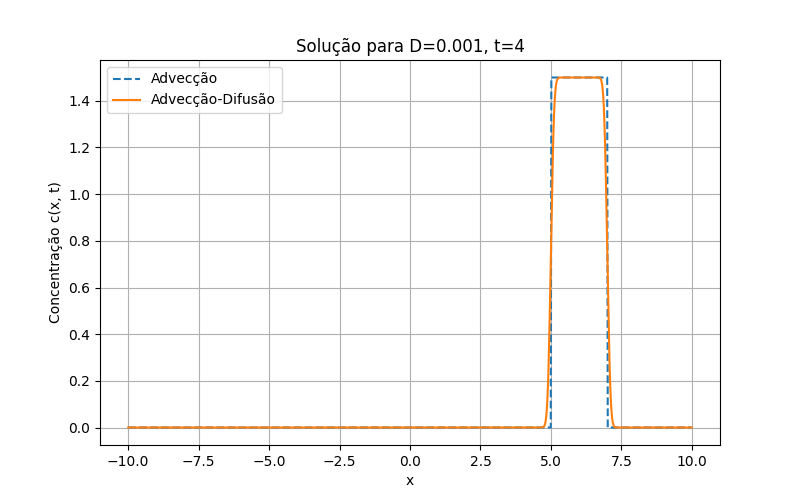 Solução para D=0.001, t=4
Advecção
Advecção-Difusão
Concentração c(x, t)
1.4
1.2
1.0
0.8
0.6
0.4
0.2
0.0
−10.0 −7.5 −5.0 −2.5 0.0 2.5 5.0 7.5 10.0
x